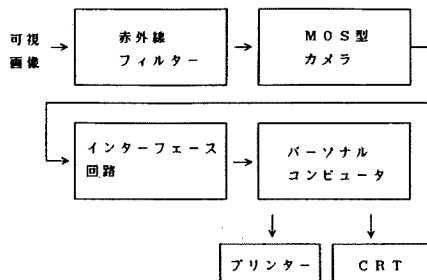 可視
画像
赤外線
フィルター
MOS型
カメラ
インターフェース
回路
パーソナル
コンピュータ
プリンター
CRT